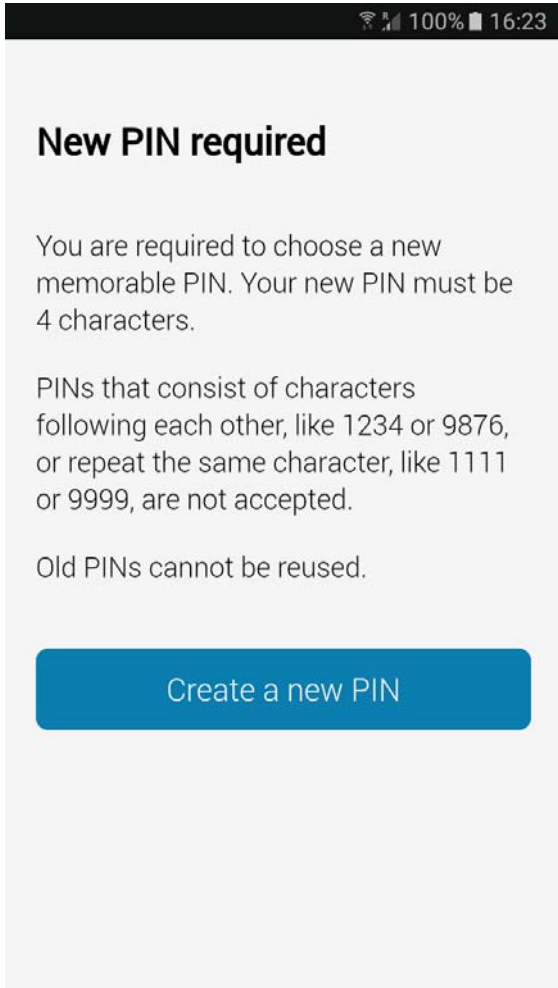 100% 16:23
New PIN required
You are required to choose a new
memorable PIN. Your new PIN must be
4 characters.
PINs that consist of characters
following each other, like 1234 or 9876,
or repeat the same character, like 1111
or 9999, are not accepted.
Old PINs cannot be reused.
Create a new PIN